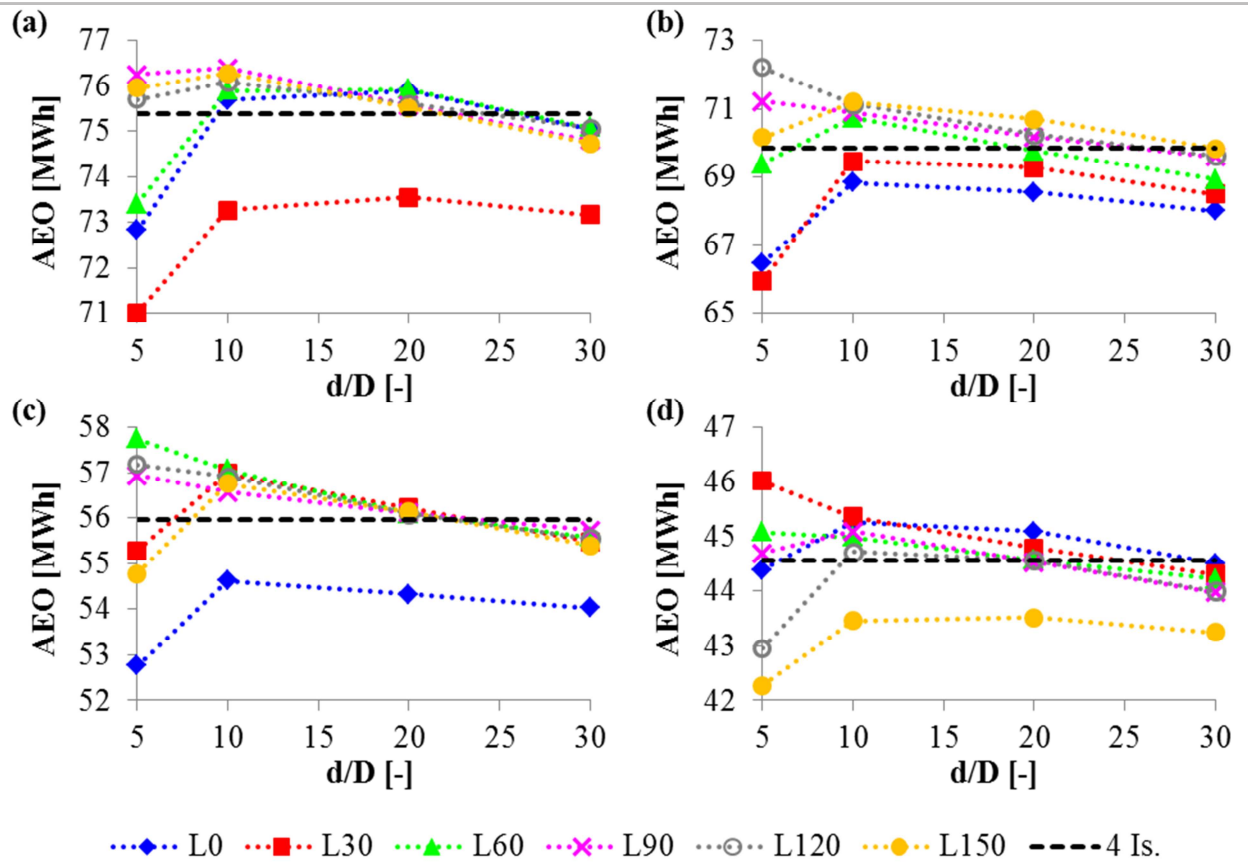 (a)
77
76
75
74
73
72
71
AEO [MWh]
5 10 15 20 25 30
d/D [-]
(b)
73
71
69
67
65
AEO [MWh]
5 10 15 20 25 30
d/D [-]
(c)
58
57
56
55
54
53
52
AEO [MWh]
5 10 15 20 25 30
d/D [-]
(d)
47
46
45
44
43
42
AEO [MWh]
5 10 15 20 25 30
d/D [-]
L0 L30 L60 L90 L120 L150 4 Is.